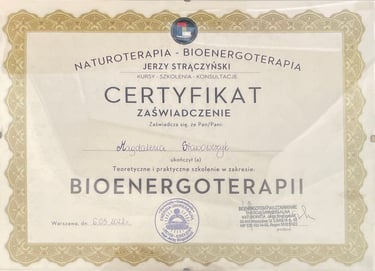 NATUROTERAPIA - BIOENERGOTERAPIA
JERZY STRĄCZYŃSKI
KURSY - SZKOLENIA - KONSULTACJE
CERTYFIKAT
ZAŚWIADCZENIE
Zaświadcza się, że Pan/Pani:
Magdalena
ukończył (a)
Teoretyczne i praktyczne szkolenie w zakresie:
BIOENERGOTERAPII
Warszawa, dn.